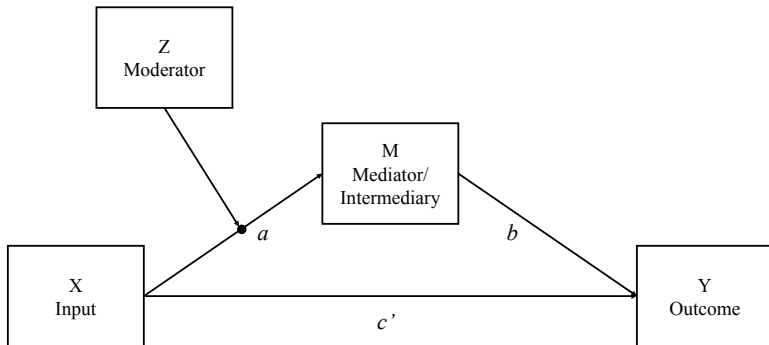 Z
Moderator
M
Mediator/
Intermediary
a
b
X
Input
Y
Outcome
c’